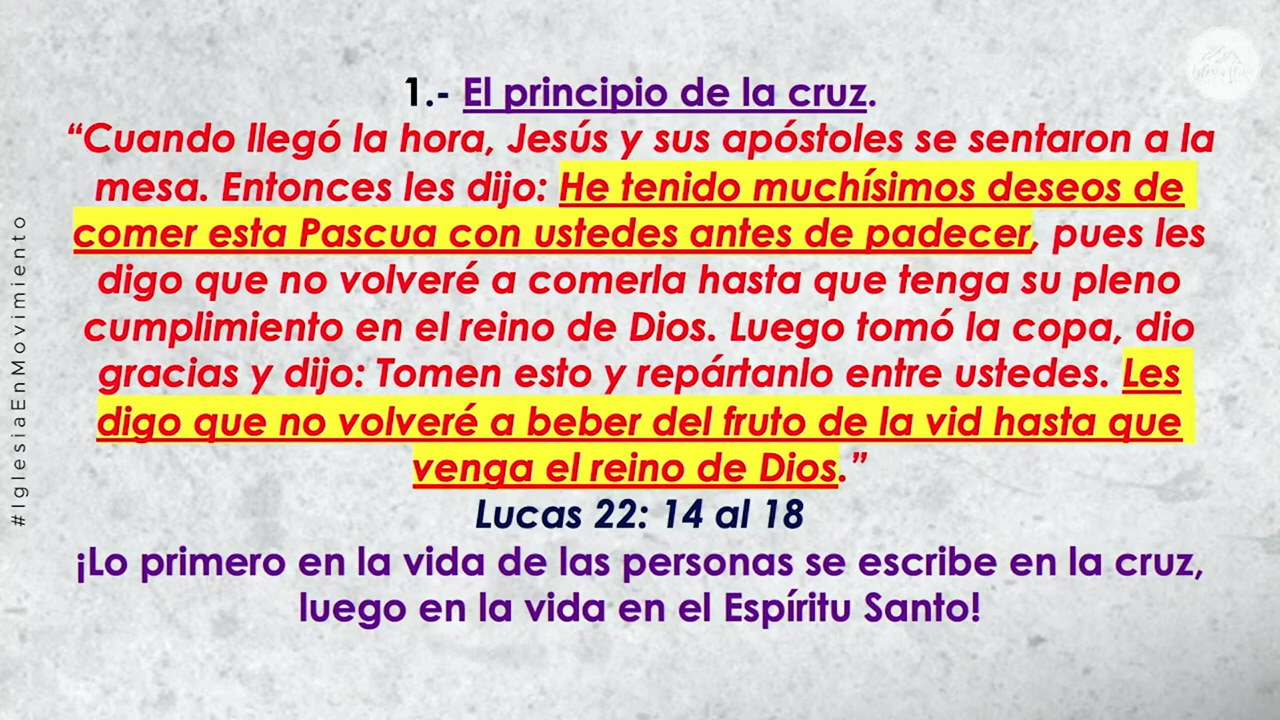 1.- El principio de la cruz.
“Cuando llegó la hora, Jesús y sus apóstoles se sentaron a la
mesa. Entonces les dijo: He tenido muchísimos deseos de
comer esta Pascua con ustedes antes de padecer, pues les
digo que no volveré a comerla hasta que tenga su pleno
cumplimiento en el reino de Dios. Luego tomó la copa, dio
gracias y dijo: Tomen esto y repártanlo entre ustedes. Les
digo que no volveré a beber del fruto de la vid hasta que
venga el reino de Dios.”
Lucas 22: 14 al 18
¡Lo primero en la vida de las personas se escribe en la cruz,
luego en la vida en el Espíritu Santo!
#IglesiaEnMovimiento